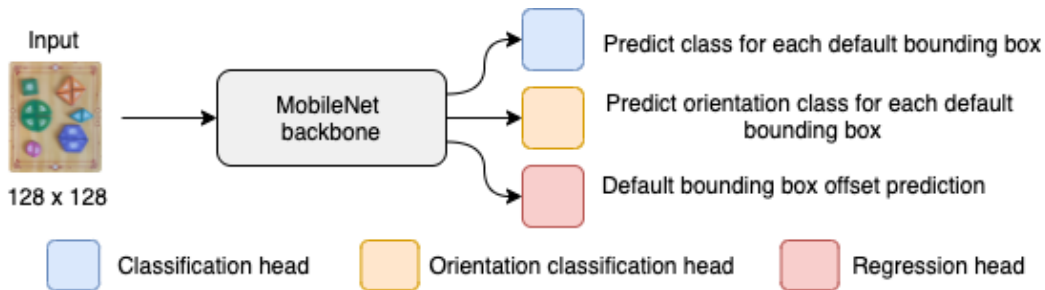 Input
128 x 128
MobileNet
backbone
Predict class for each default bounding box
Predict orientation class for each default
bounding box
Default bounding box offset prediction
Classification head
Orientation classification head
Regression head